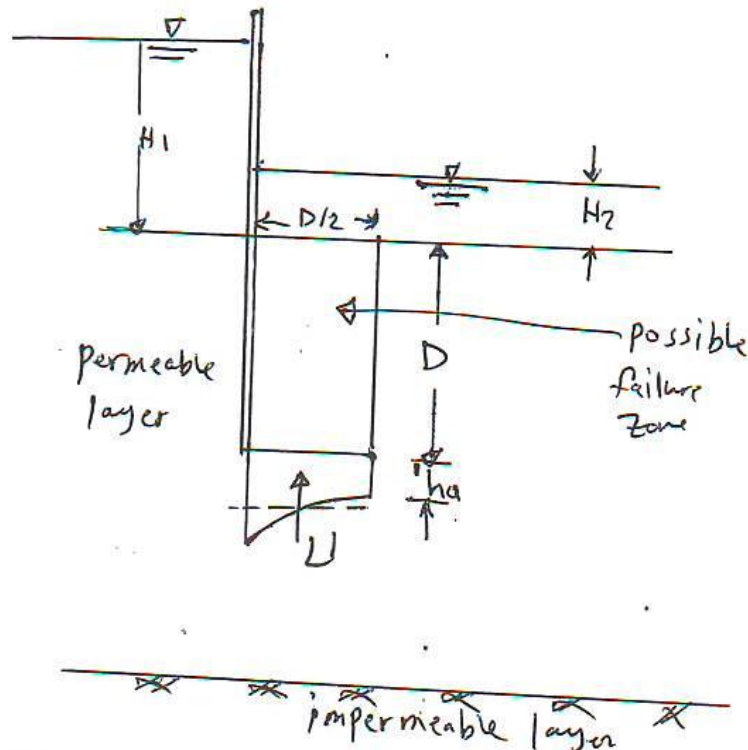 H1
D/2
H2
D
permeable
layer
possible
failure
zone
ha
U
impermeable layer